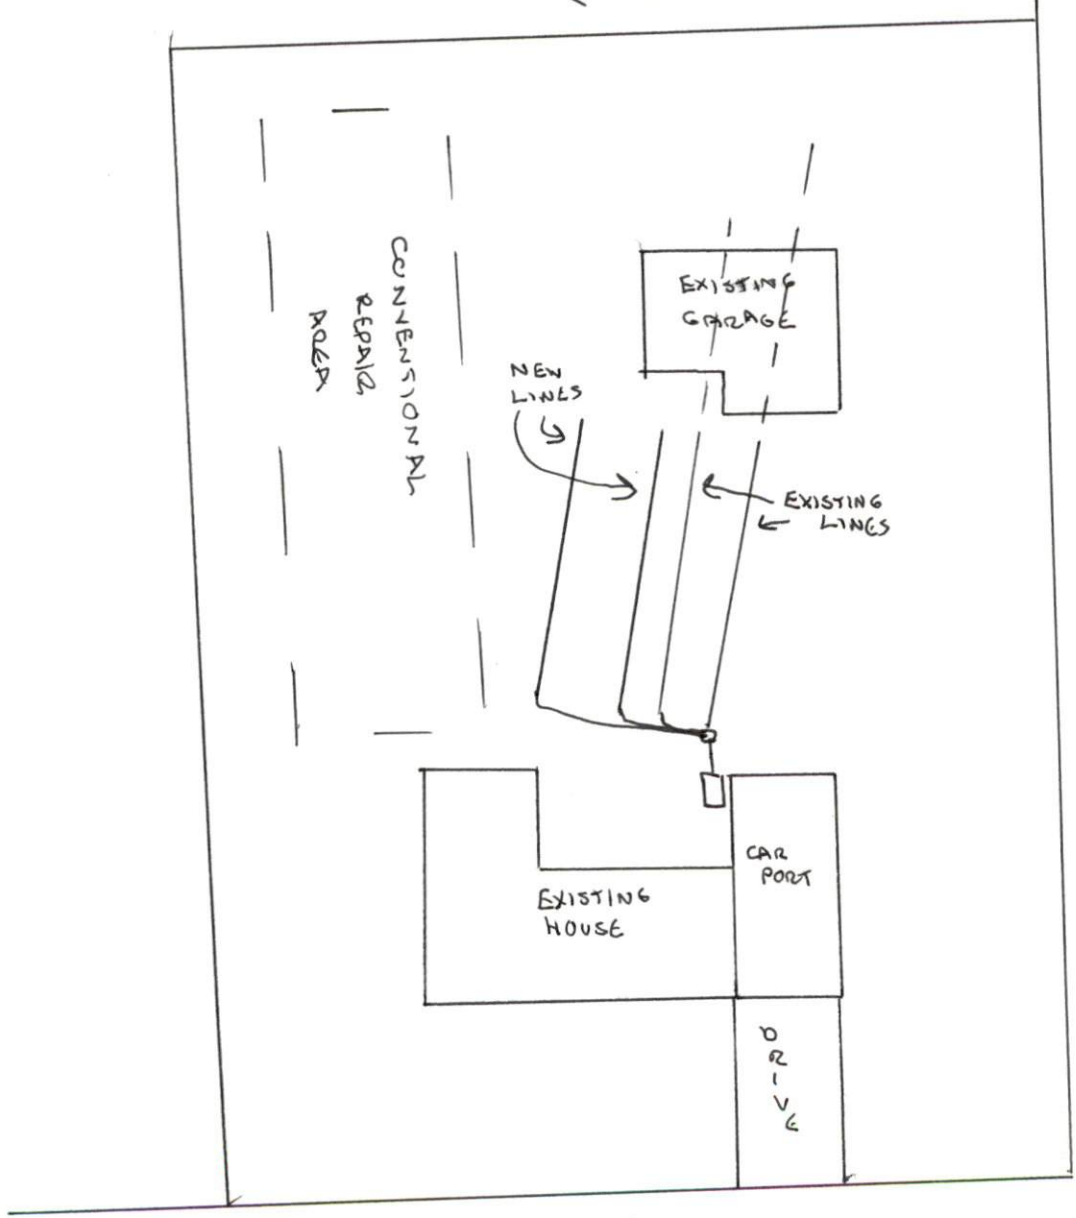 CONVENTIONAL
REPAIR
AREA
EXISTING
GARAGE
NEW
LINES
EXISTING
LINES
CAR
PORT
EXISTING
HOUSE
DRIVE